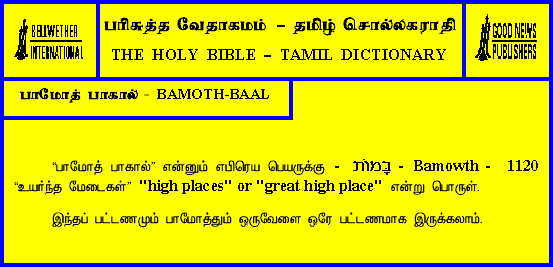 BELLWETHER
INTERNATIONAL
பரிசுத்த வேதாகமம் – தமிழ் சொல்லகராதி
THE HOLY BIBLE – TAMIL DICTIONARY
GOOD NEWS
PUBLISHERS
பாமோத் பாகால் - BAMOTH-BAAL
“பாமோத் பாகால்” என்னும் எபிரெய பெயருக்கு - בָּמוֹת - Bamowth - 1120
“உயர்ந்த மேடைகள்” "high places" or "great high place" என்று பொருள்.
இந்தப் பட்டணமும் பாமோத்தும் ஒருவேளை ஒரே பட்டணமாக இருக்கலாம்.